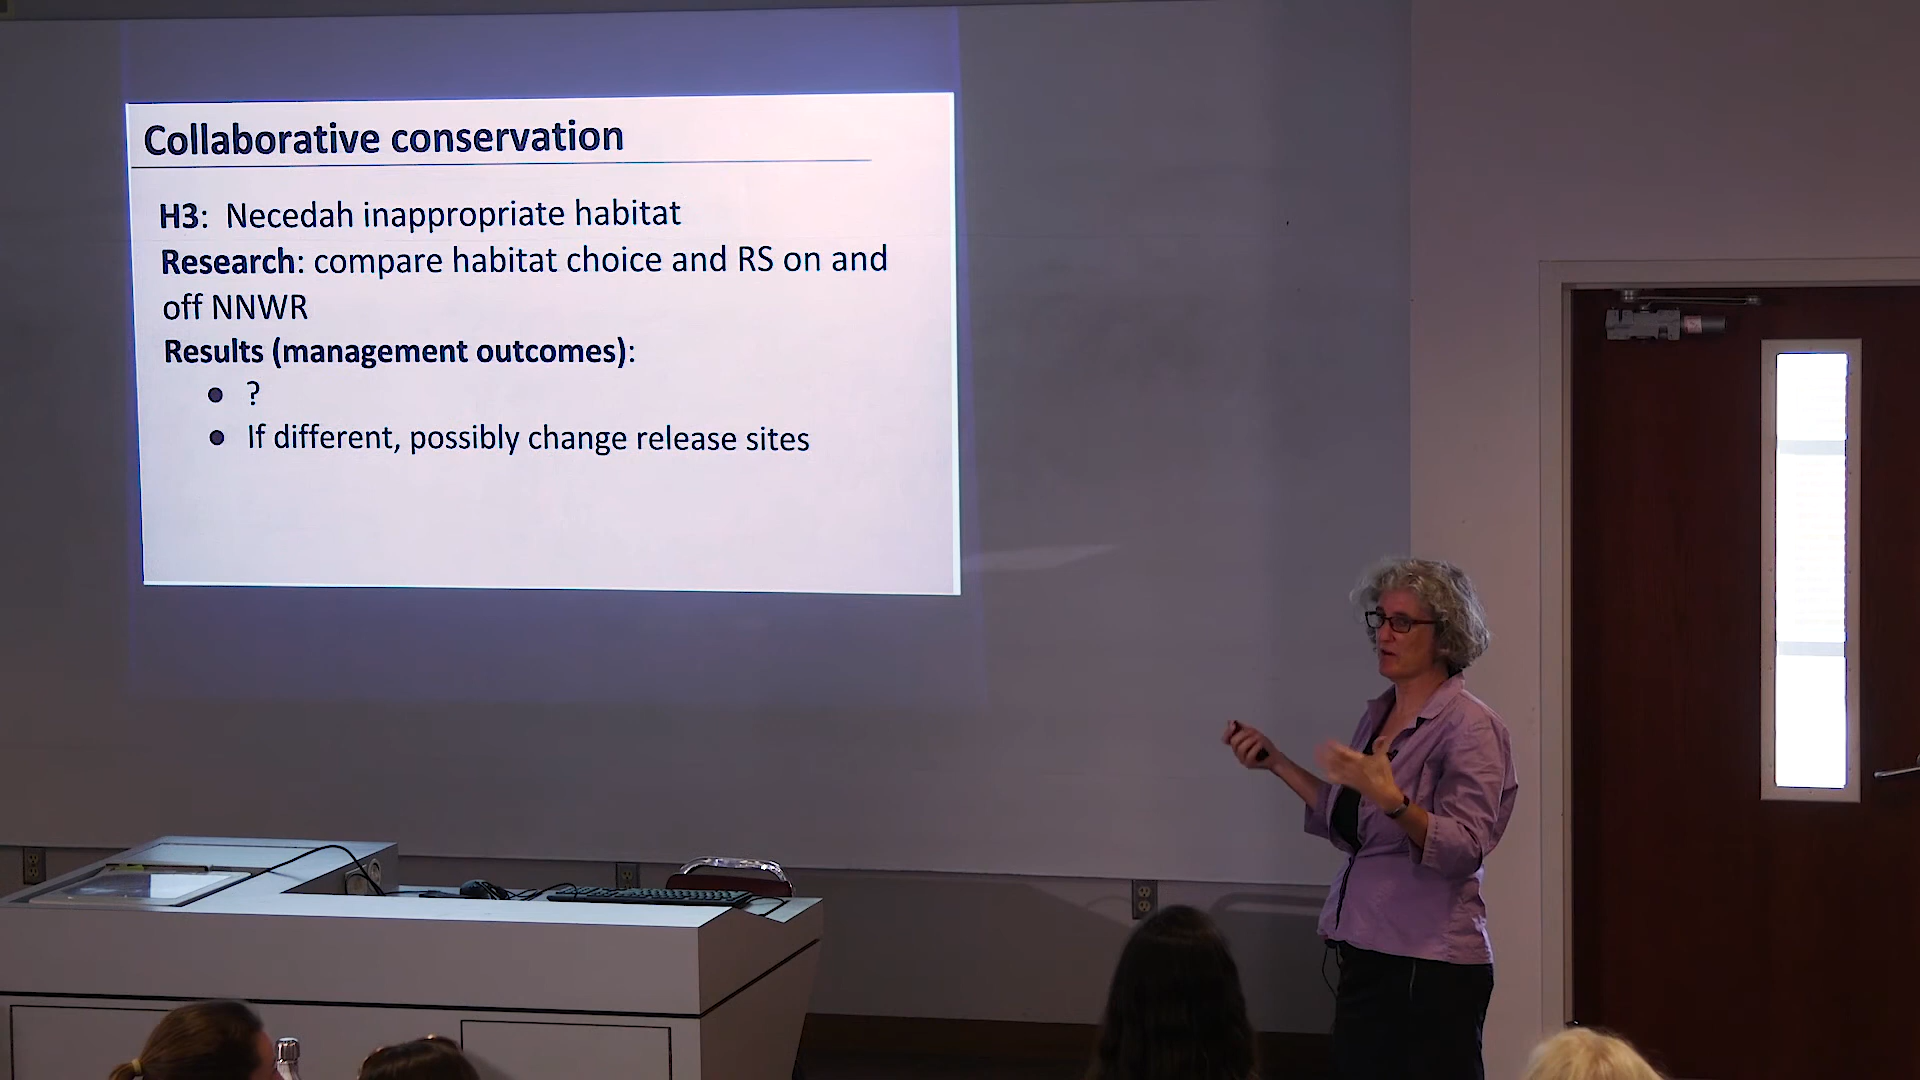 Collaborative conservation
H3: Necedah inappropriate habitat
Research: compare habitat choice and RS on and
off NNWR
Results (management outcomes):
● ?
● If different, possibly change release sites